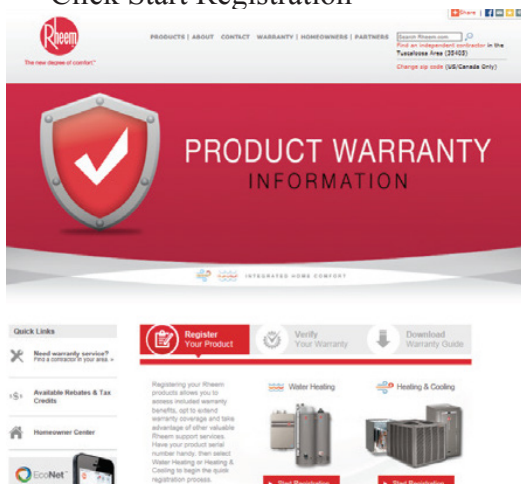 Click Start Registration
Share
Rheem
The new degree of comfort.™
PRODUCTS | ABOUT CONTACT WARRANTY | HOMEOWNERS | PARTNERS
Search Rheem.com
Find an independent contractor in the
Tuscaloosa Area (35403)
Change zip code (US/Canada Only)
PRODUCT WARRANTY
INFORMATION
INTEGRATED HOME COMFORT
Quick Links
Need warranty service?
Find a contractor in your area. »
Available Rebates & Tax
Credits
Homeowner Center
EcoNet™
Register
Your Product
Verify
Your Warranty
Download
Warranty Guide
Registering your Rheem
products allows you to
assess included warranty
benefits, opt to extend
warranty coverage and take
advantage of other valuable
Rheem support services.
Have your product serial
number handy, then select
Water Heating or Heating &
Cooling to begin the quick
registration process.
Water Heating
Start Registration
Heating & Cooling
Start Registration